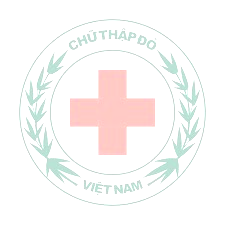 CHỮ THẬP ĐỎ
VIỆT NAM